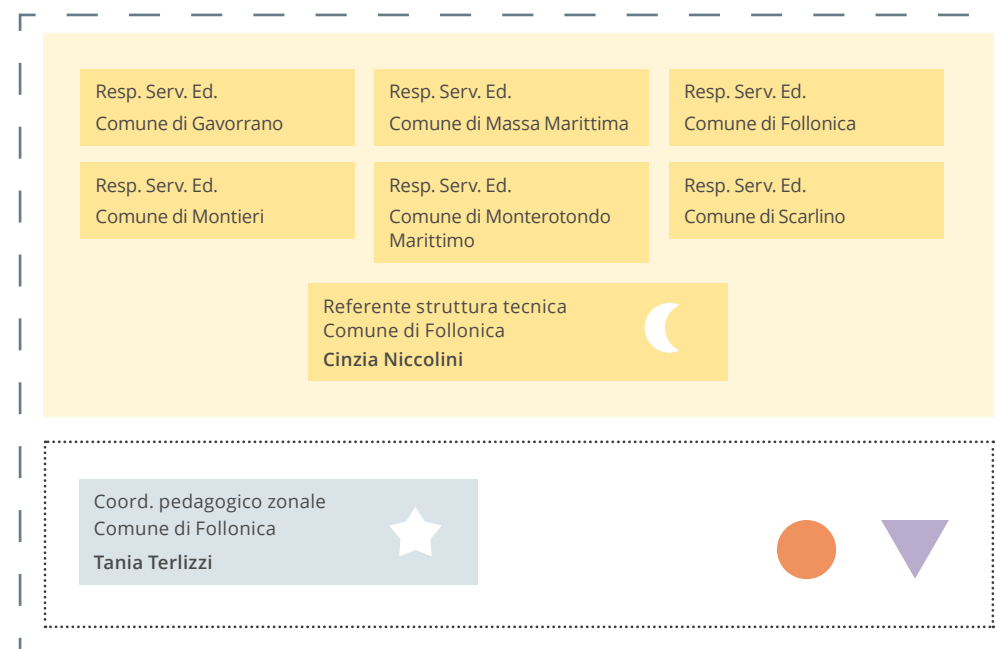 Resp. Serv. Ed.
Comune di Gavorrano
Resp. Serv. Ed.
Comune di Massa Marittima
Resp. Serv. Ed.
Comune di Follonica
Resp. Serv. Ed.
Comune di Montieri
Resp. Serv. Ed.
Comune di Monterotondo
Marittimo
Resp. Serv. Ed.
Comune di Scarlino
Referente struttura tecnica
Comune di Follonica
Cinzia Niccolini
Coord. pedagogico zonale
Comune di Follonica
Tania Terlizzi